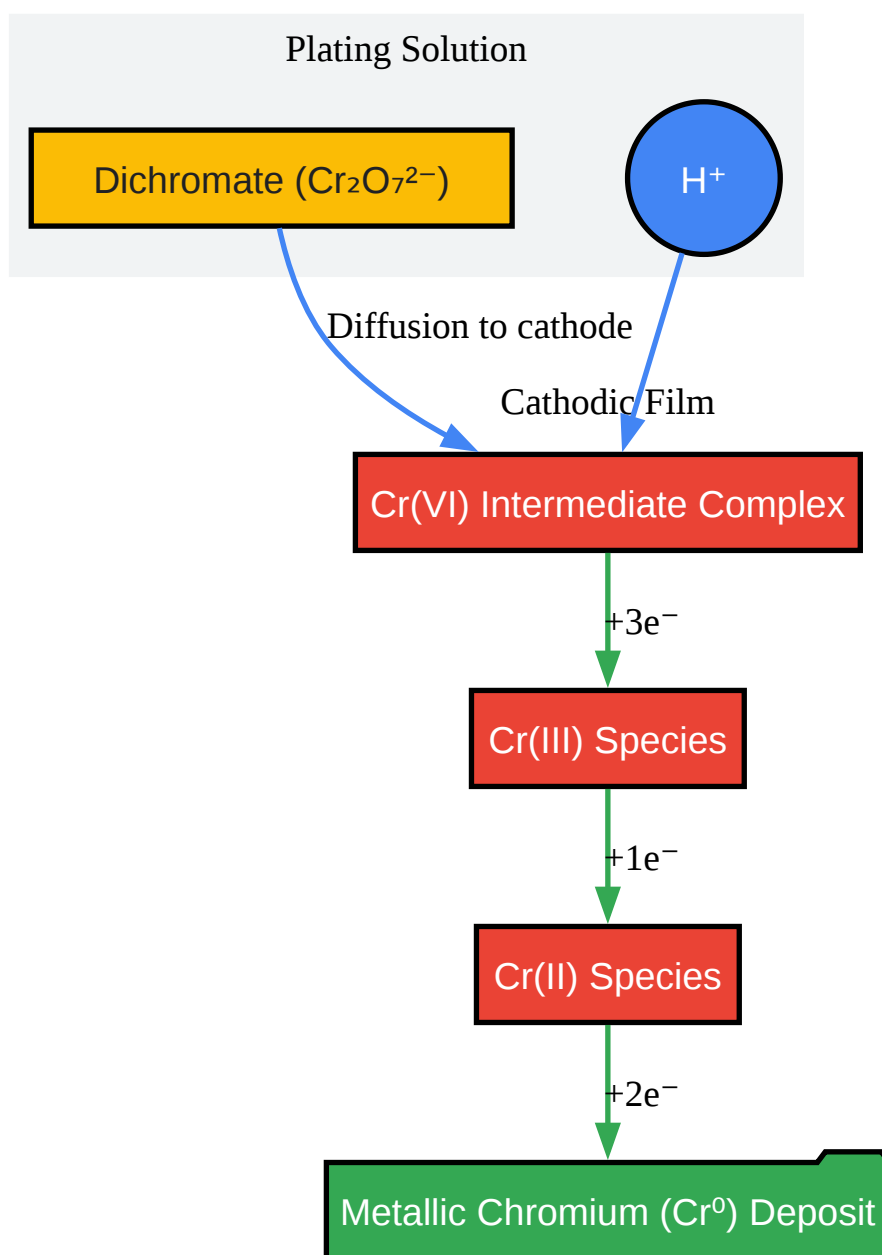 Plating Solution
Dichromate (Cr₂O₇²⁻)
H⁺
Diffusion to cathode
Cathodic Film
Cr(VI) Intermediate Complex
+3e⁻
Cr(III) Species
+1e⁻
Cr(II) Species
+2e⁻
Metallic Chromium (Cr⁰) Deposit